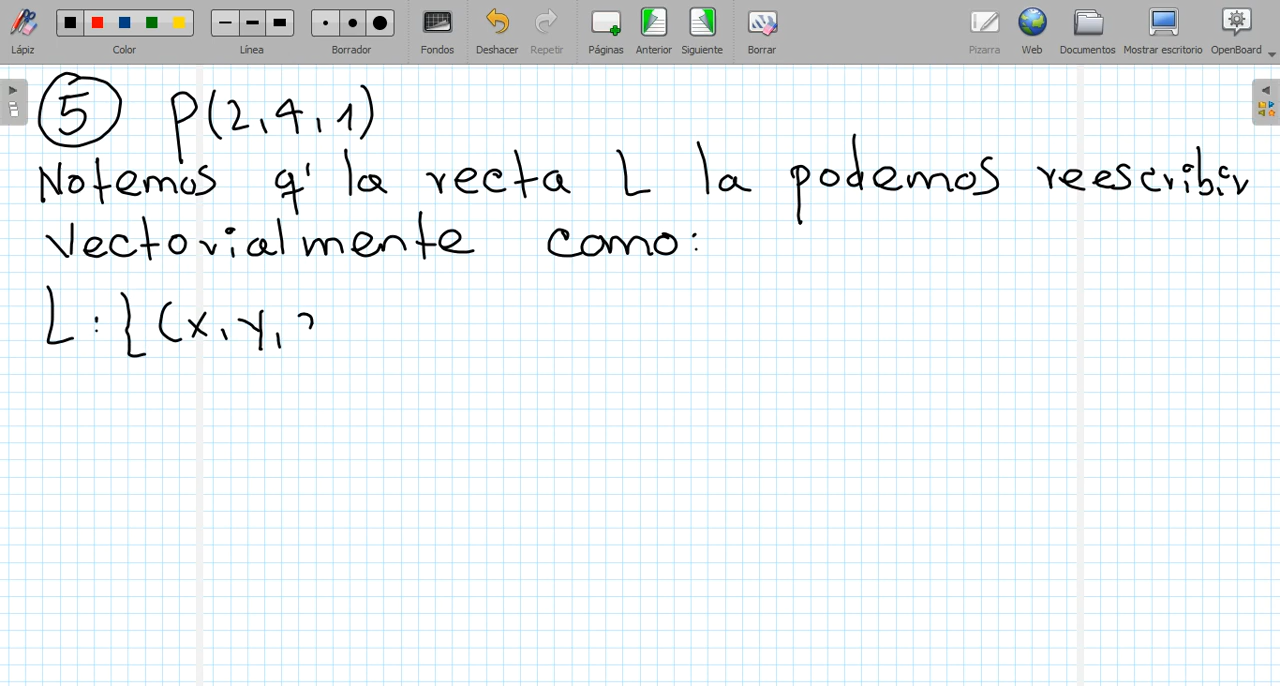 Lápiz Color Línea Borrador Fondos Deshacer Repetir Páginas Anterior Siguiente Borrar Pizarra Web Documentos Mostrar escritorio OpenBoard
5 P(2,4,1)
Notemos q' la recta L la podemos reescribir
vectorialmente como:
L:{(x,y,